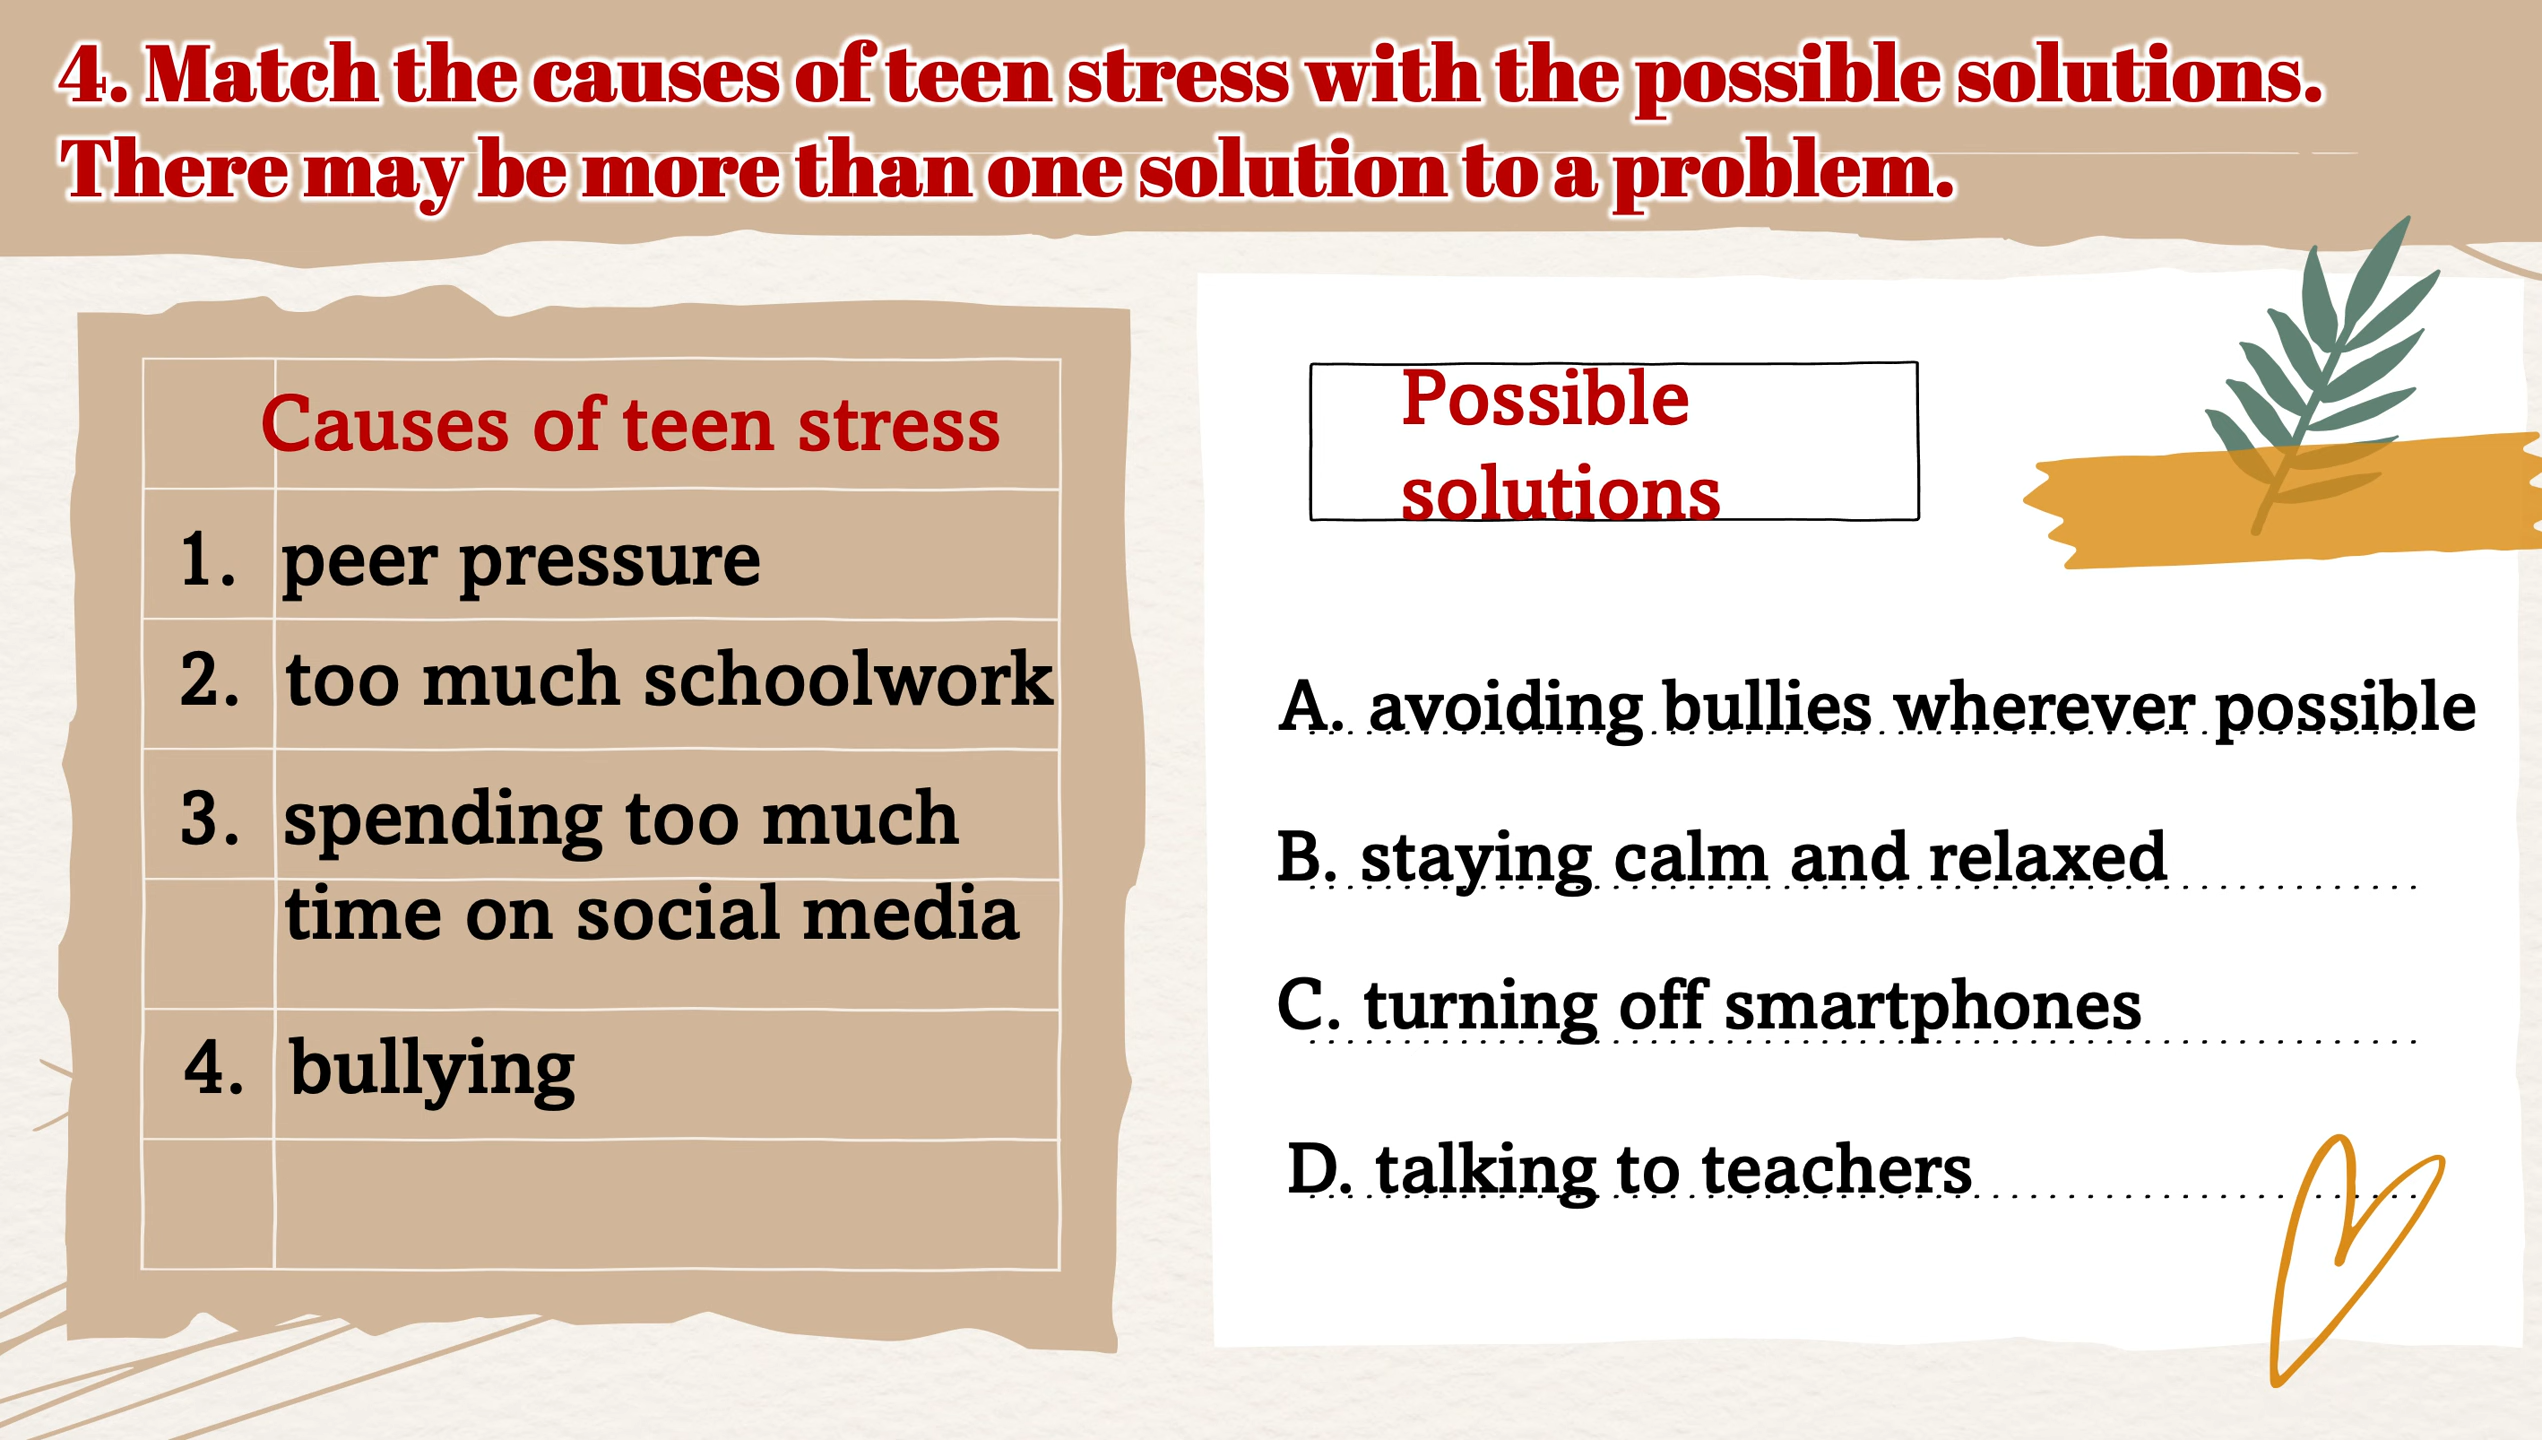 4. Match the causes of teen stress with the possible solutions.
There may be more than one solution to a problem.
Causes of teen stress
1. peer pressure
2. too much schoolwork
3. spending too much
time on social media
4. bullying
Possible
solutions
A. avoiding bullies wherever possible
B. staying calm and relaxed
C. turning off smartphones
D. talking to teachers